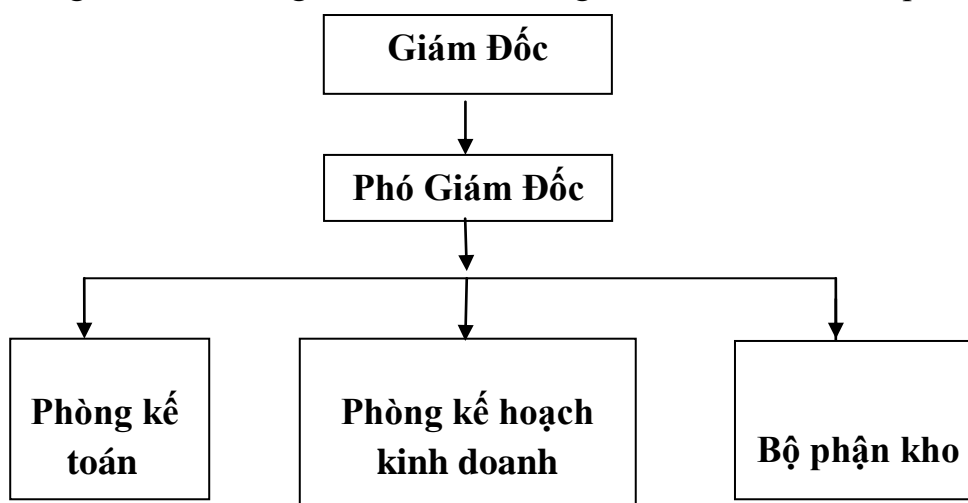 Giám Đốc
Phó Giám Đốc
Phòng kế
toán
Phòng kế hoạch
kinh doanh
Bộ phận kho